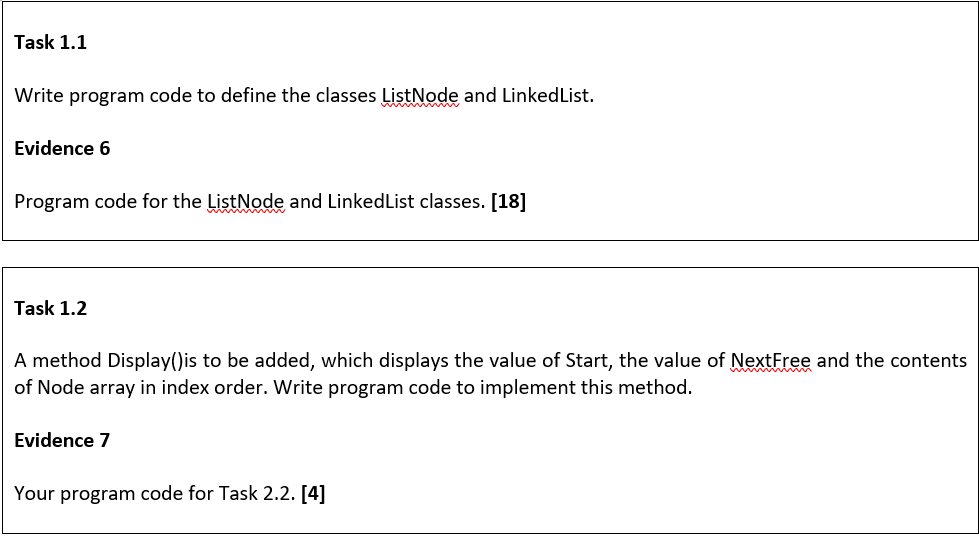 Task 1.1
Write program code to define the classes ListNode and LinkedList.
Evidence 6
Program code for the ListNode and LinkedList classes. [18]
Task 1.2
A method Display()is to be added, which displays the value of Start, the value of NextFree and the contents
of Node array in index order. Write program code to implement this method.
Evidence 7
Your program code for Task 2.2. [4]